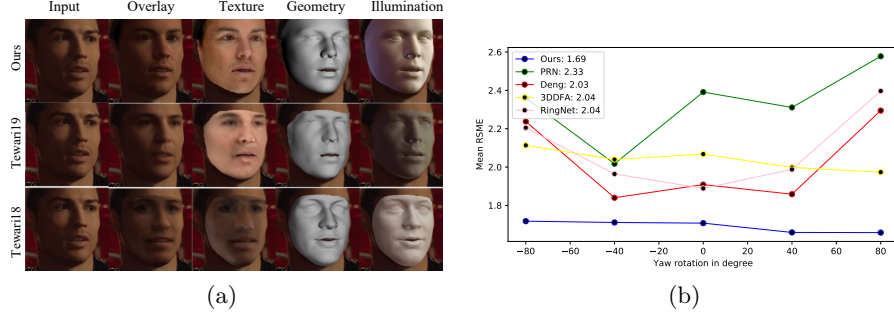 Input Overlay Texture Geometry Illumination
Ours
Tewari19
Tewari18
(a)
2.6
2.4
2.2
2.0
1.8
Mean RSME
Ours: 1.69
PRN: 2.33
Deng: 2.03
3DDFA: 2.04
RingNet: 2.04
−80 −60 −40 −20 0 20 40 60 80
Yaw rotation in degree
(b)